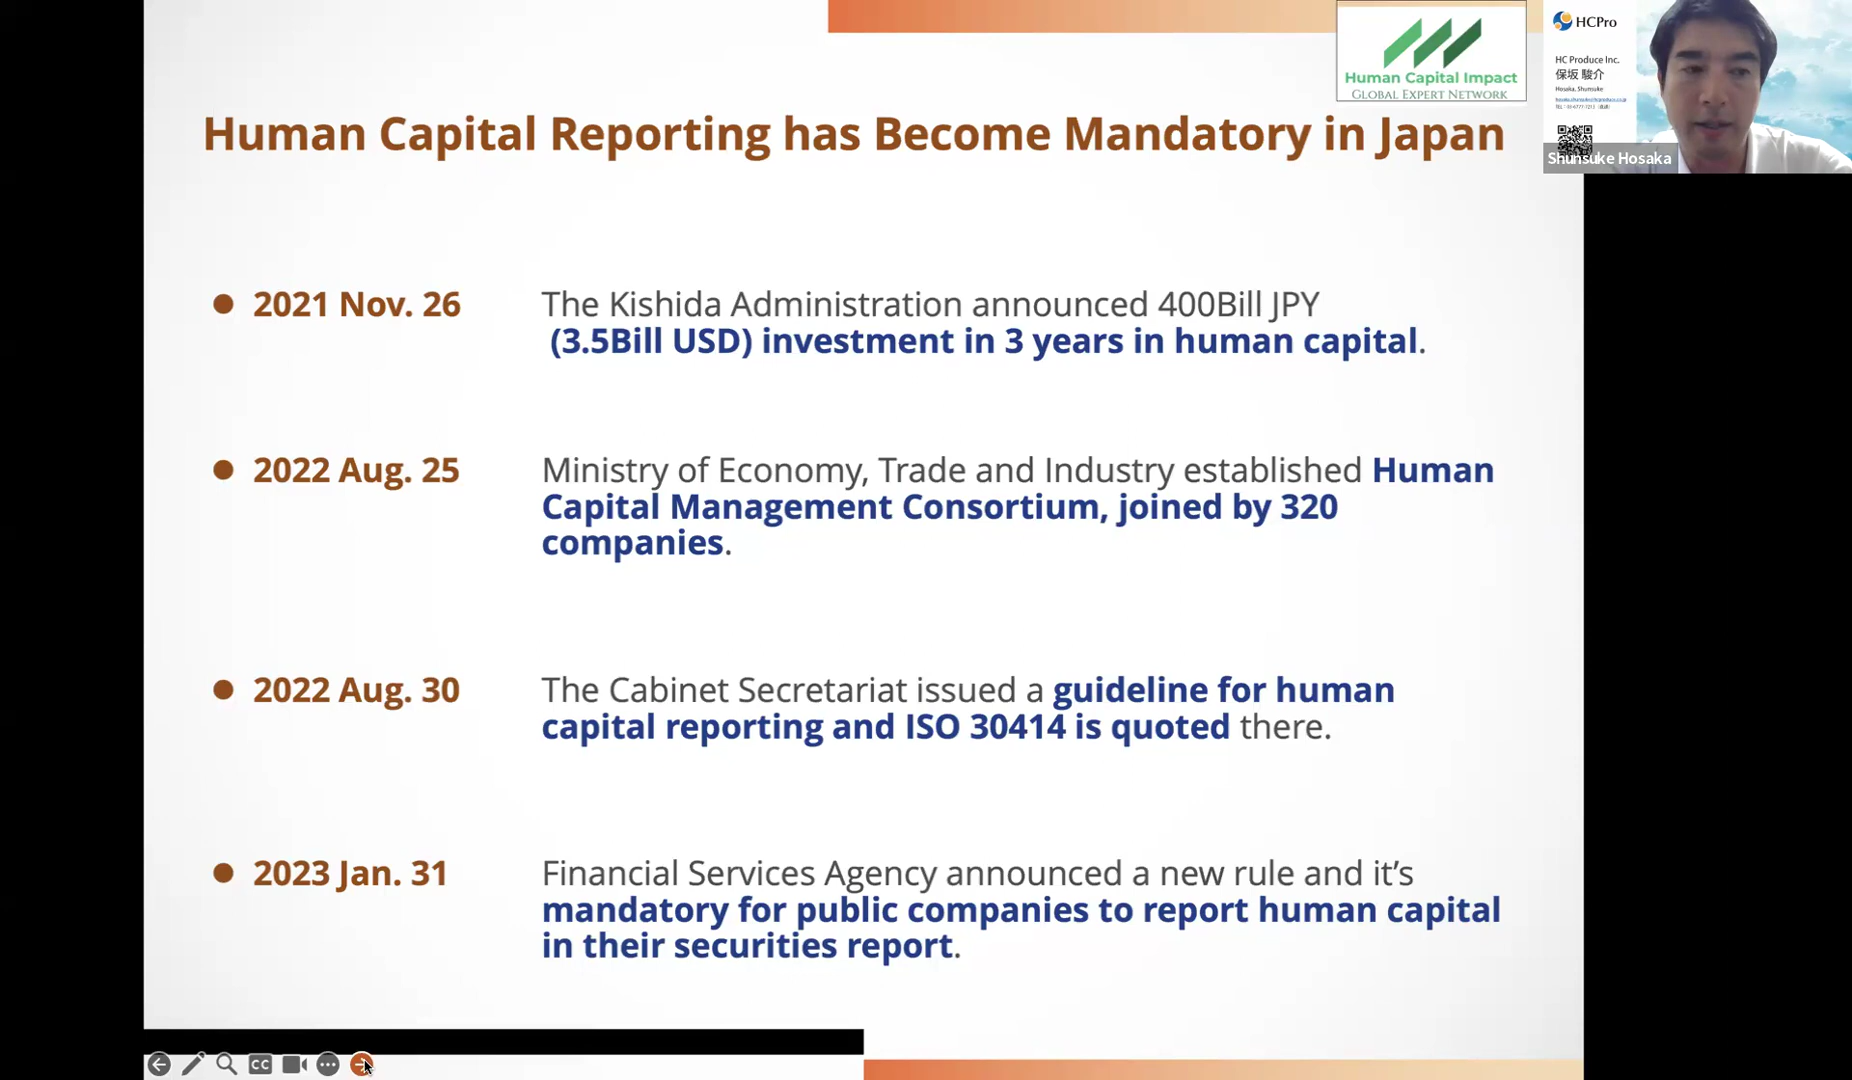 Human Capital Impact
GLOBAL EXPERT NETWORK
HCPro
HC Produce Inc.
保坂 駿介
Hosaka, Shunsuke
Shunsuke Hosaka
Human Capital Reporting has Become Mandatory in Japan
2021 Nov. 26
The Kishida Administration announced 400Bill JPY
(3.5Bill USD) investment in 3 years in human capital.
2022 Aug. 25
Ministry of Economy, Trade and Industry established Human
Capital Management Consortium, joined by 320
companies.
2022 Aug. 30
The Cabinet Secretariat issued a guideline for human
capital reporting and ISO 30414 is quoted there.
2023 Jan. 31
Financial Services Agency announced a new rule and it’s
mandatory for public companies to report human capital
in their securities report.
CC